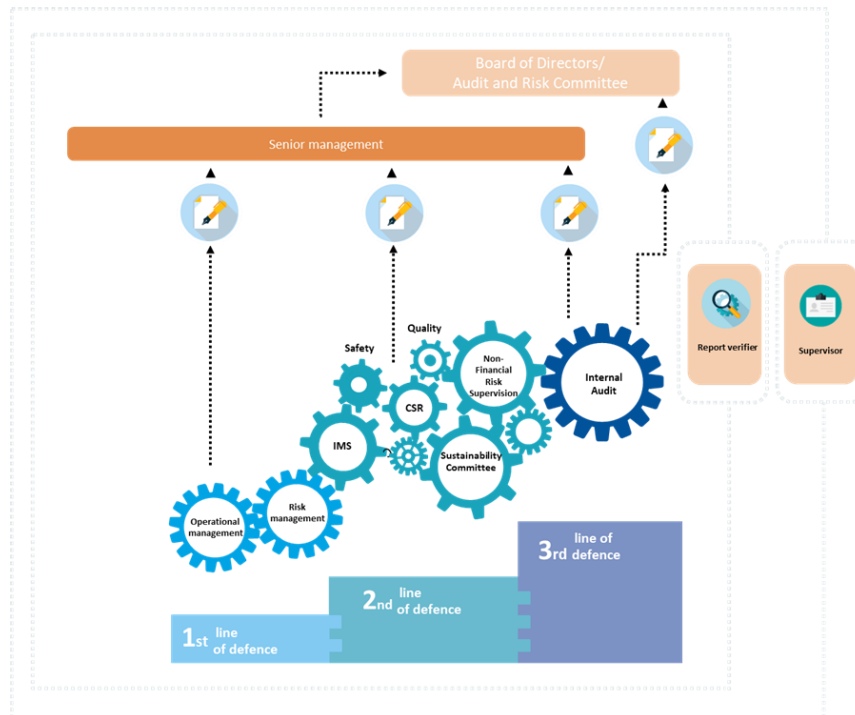 Board of Directors/
Audit and Risk Committee
Senior management
Report verifier
Supervisor
Quality
Safety
Non-
Financial
Risk
Supervision
Internal
Audit
CSR
IMS
Sustainability
Committee
Risk
management
Operational
management
3rd line of
defence
2nd line
of defence
1st line
of defence